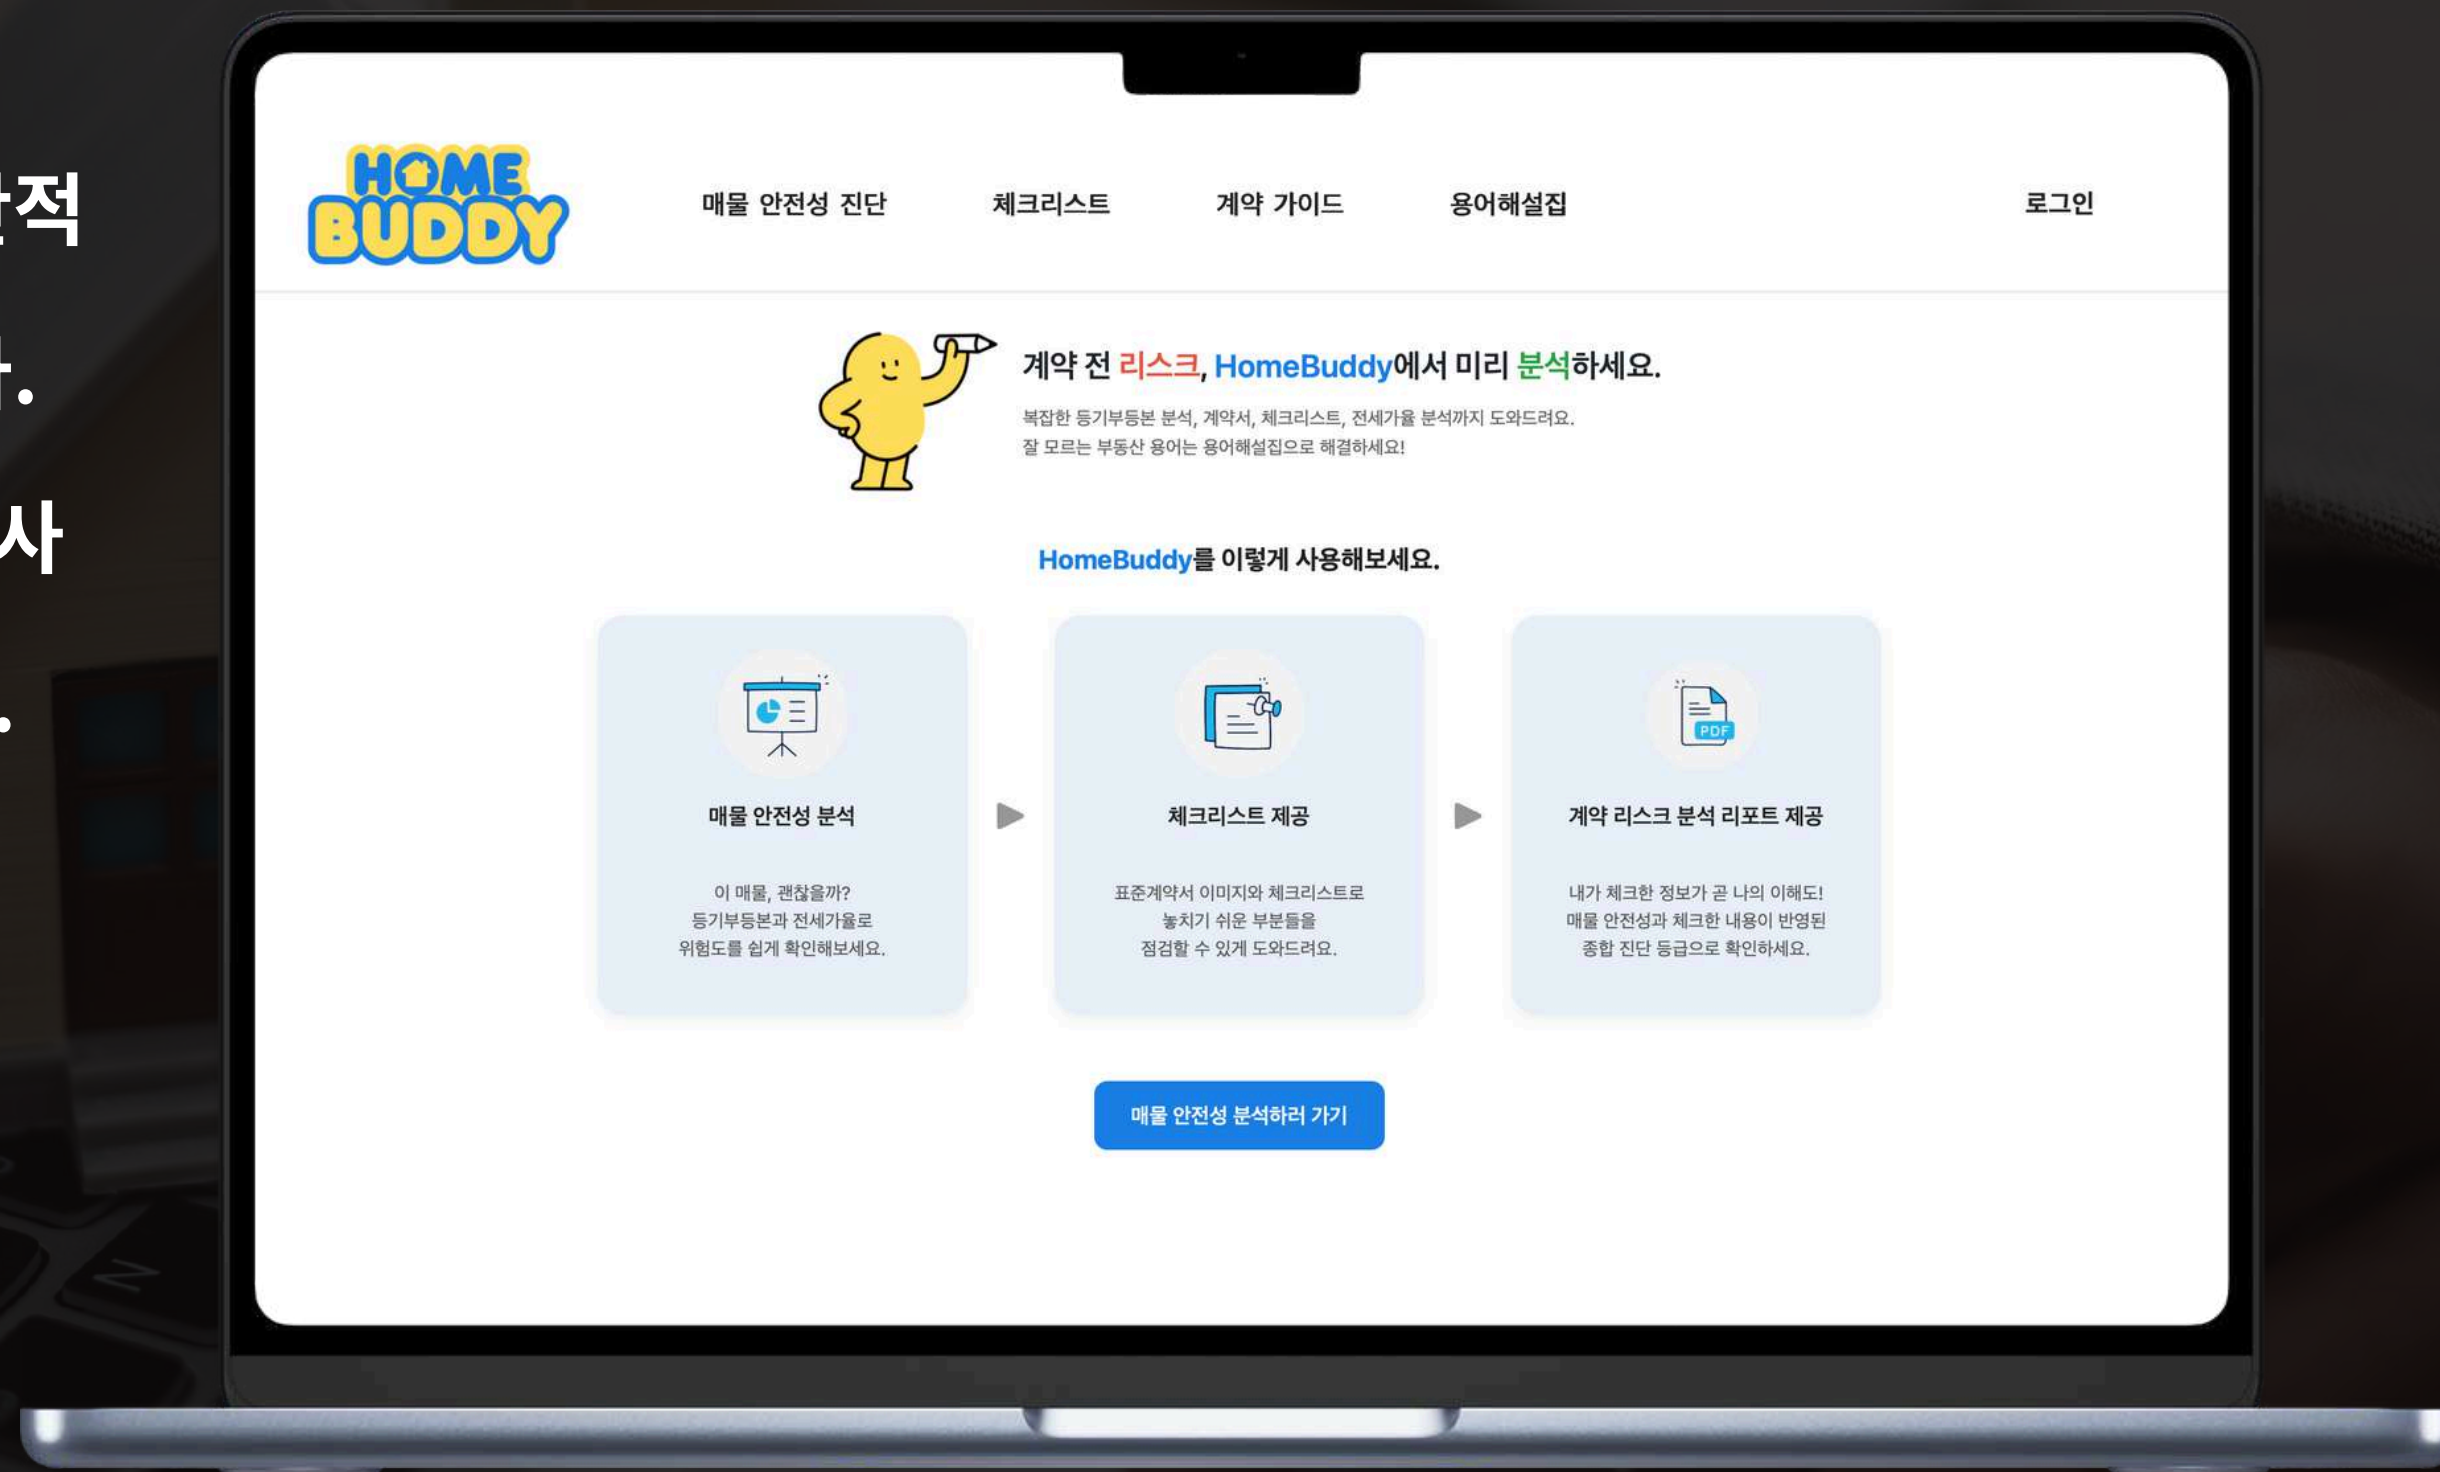 사
HOME
BUDDY
매물 안전성 진단
체크리스트
계약 가이드
용어해설집
로그인
계약 전 리스크, HomeBuddy에서 미리 분석하세요.
복잡한 등기부등본 분석, 계약서, 체크리스트, 전세가율 분석까지 도와드려요.
잘 모르는 부동산 용어는 용어해설집으로 해결하세요!
HomeBuddy를 이렇게 사용해보세요.
매물 안전성 분석
이 매물, 괜찮을까?
등기부등본과 전세가율로
위험도를 쉽게 확인해보세요.
체크리스트 제공
표준계약서 이미지와 체크리스트로
놓치기 쉬운 부분들을
점검할 수 있게 도와드려요.
PDF
계약 리스크 분석 리포트 제공
내가 체크한 정보가 곧 나의 이해도!
매물 안전성과 체크한 내용이 반영된
종합 진단 등급으로 확인하세요.
매물 안전성 분석하러 가기